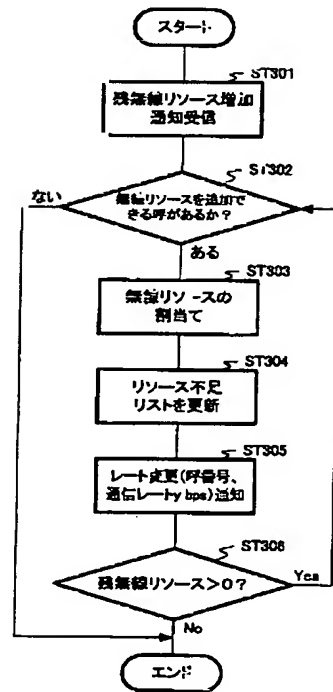 スタート
ST301
残無線リソース増加
通知受信
ST302
ない
無線リソースを追加で
きる呼があるか？
ある
ST303
無線リソースの
割当て
ST304
リソース不足
リストを更新
ST305
レート変更(呼番号、
通信レートy bps)通知
ST306
残無線リソース>0?
Yes
No
エンド